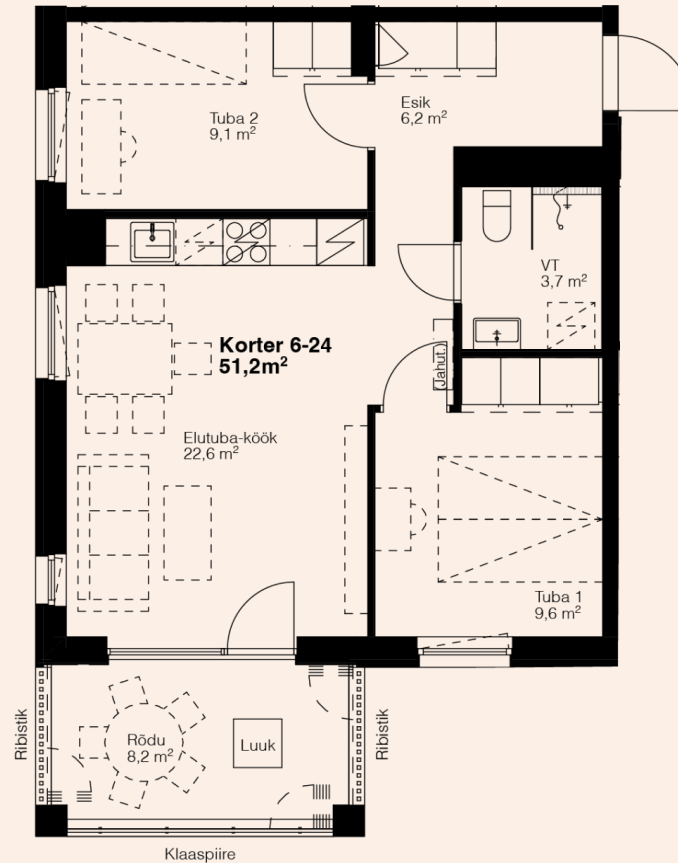 Tuba 2
9,1 m²
Esik
6,2 m²
VT
3,7 m²
Korter 6-24
51,2m²
(Jahut.)
Elutuba-köök
22,6 m²
Tuba 1
9,6 m²
Ribistik
Rõdu
8,2 m²
Luuk
Ribistik
Klaaspiire